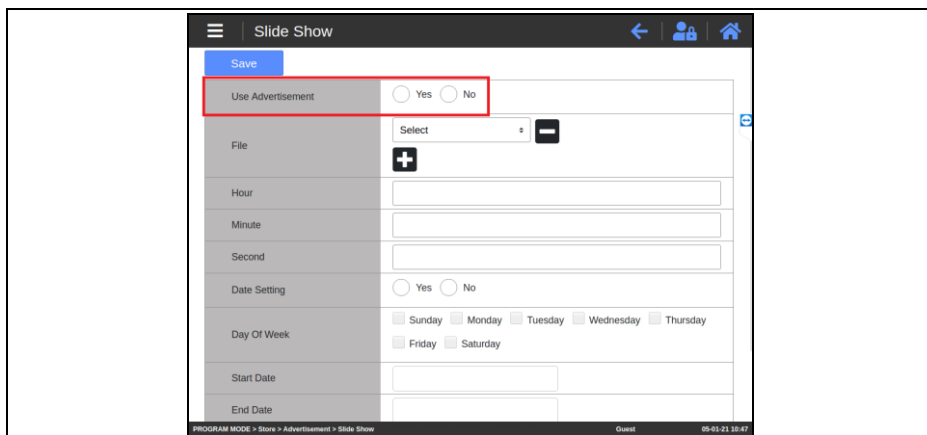 Slide Show
Save
Use Advertisement Yes No
File Select
Hour
Minute
Second
Date Setting Yes No
Day Of Week Sunday Monday Tuesday Wednesday Thursday
Friday Saturday
Start Date
End Date
PROGRAM MODE > Store > Advertisement > Slide Show Guest 05-01-21 10:47